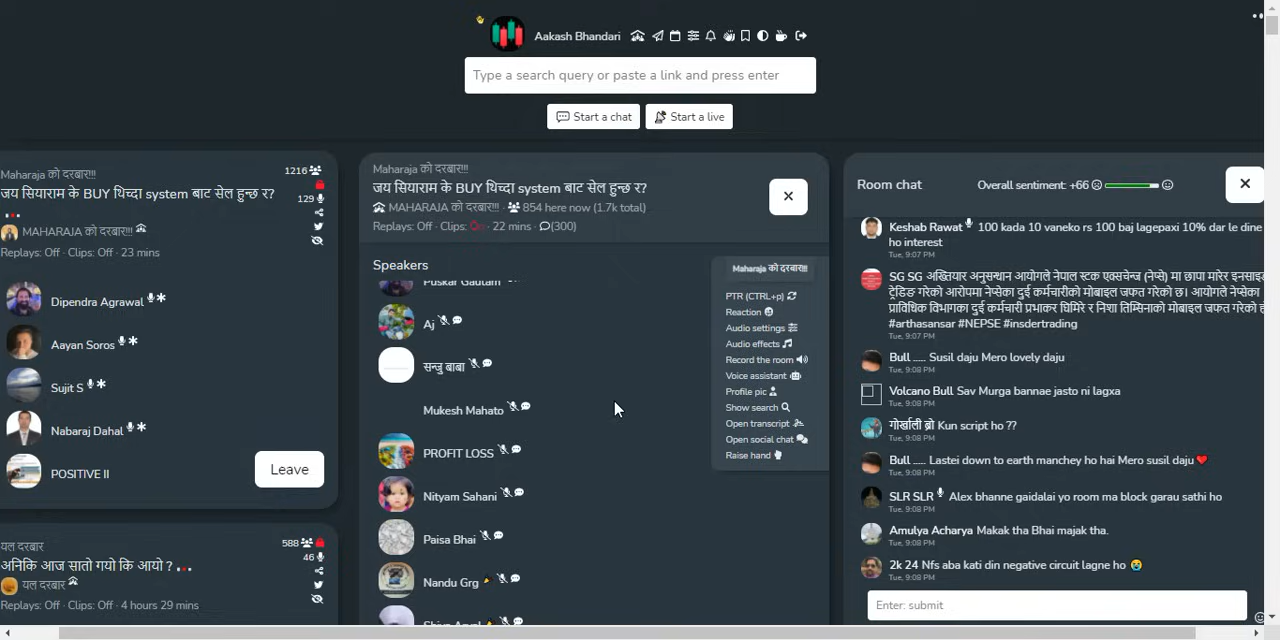 Aakash Bhandari
Type a search query or paste a link and press enter
Start a chat
Start a live
Maharaja को दरबार!!!
1216
जय सियाराम के BUY थिच्दा system बाट सेल हुन्छ र?
129
MAHARAJA को दरबार!!!
Replays: Off · Clips: Off · 23 mins
Dipendra Agrawal
Aayan Soros
Sujit S
Nabaraj Dahal
POSITIVE II
Leave
यल दरबार
588
46
अनिकि आज सातो गयो कि आयो ?
यल दरबार
Replays: Off · Clips: Off · 4 hours 29 mins
Maharaja को दरबार!!!
जय सियाराम के BUY थिच्दा system बाट सेल हुन्छ र?
MAHARAJA को दरबार!!! · 854 here now (1.7k total)
Replays: Off · Clips: On · 22 mins · (300)
Speakers
Puskar Gautam
Aj
सन्जु बाबा
Mukesh Mahato
PROFIT LOSS
Nityam Sahani
Paisa Bhai
Nandu Grg
Maharaja को दरबार!!!
PTR (CTRL+p)
Reaction
Audio settings
Audio effects
Record the room
Voice assistant
Profile pic
Show search
Open transcript
Open social chat
Raise hand
Room chat
Overall sentiment: +66
Keshab Rawat 100 kada 10 vaneko rs 100 baj lagepaxi 10% dar le dine
ho interest
Tue, 9:07 PM
SG SG अख्तियार अनुसन्धान आयोगले नेपाल स्टक एक्सचेन्ज (नेप्से) मा छापा मारेर इनसाइड
ट्रेडिङ गरेको आरोपमा नेप्सेका दुई कर्मचारीको मोबाइल जफत गरेको छ। आयोगले नेप्सेका
प्राविधिक विभागका दुई कर्मचारी प्रभाकर घिमिरे र निशा तिम्सिनाको मोबाइल जफत गरेको हो
#arthasansar #NEPSE #insdertrading
Tue, 9:07 PM
Bull ..... Susil daju Mero lovely daju
Tue, 9:08 PM
Volcano Bull Sav Murga bannae jasto ni lagxa
Tue, 9:08 PM
गोर्खाली ब्रो Kun script ho ??
Tue, 9:08 PM
Bull ..... Lastei down to earth manchey ho hai Mero susil daju❤️
Tue, 9:08 PM
SLR SLR Alex bhanne gaidalai yo room ma block garau sathi ho
Tue, 9:08 PM
Amulya Acharya Makak tha Bhai majak tha.
Tue, 9:08 PM
2k 24 Nfs aba kati din negative circuit lagne ho 😭
Tue, 9:08 PM
Enter: submit